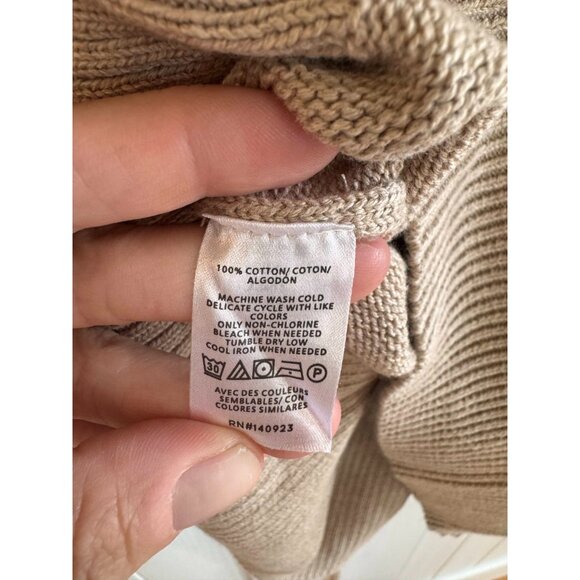 100% COTTON/ COTON/
ALGODÓN
MACHINE WASH COLD
DELICATE CYCLE WITH LIKE
COLORS
ONLY NON-CHLORINE
BLEACH WHEN NEEDED
TUMBLE DRY LOW
COOL IRON WHEN NEEDED
30 P
AVEC DES COULEURS
SEMBLABLES/ CON
COLORES SIMILARES
RN#140923